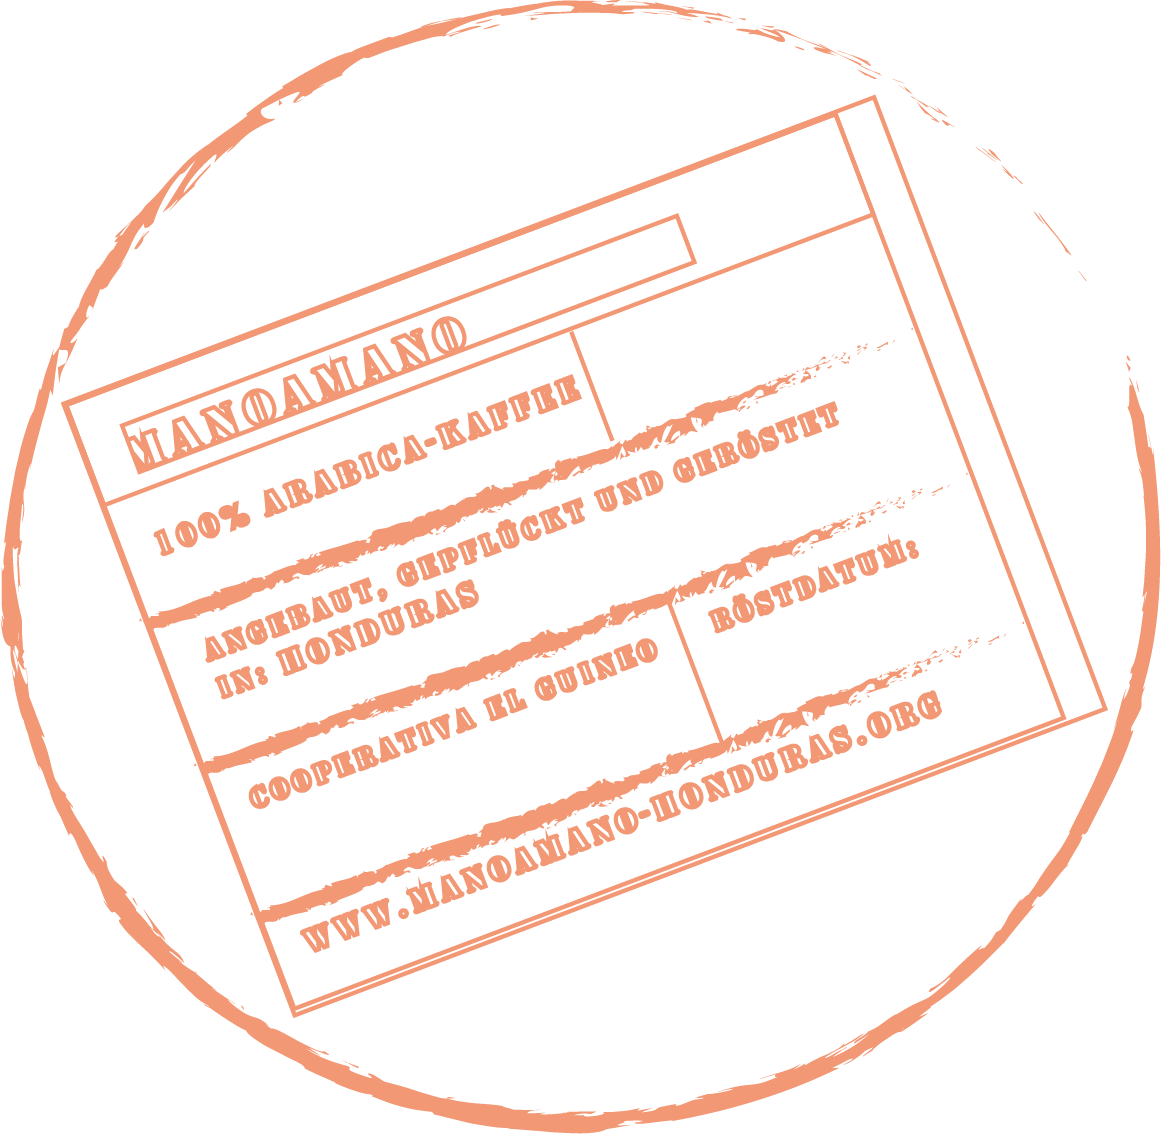 MANOAMANO
100% ARABICA-KAFFEE
ANGEBAUT, GEPFLÜCKT UND GERÖSTET
IN: HONDURAS
COOPERATIVA EL GUINEO
RÖSTDATUM:
WWW.MANOAMANO-HONDURAS.ORG